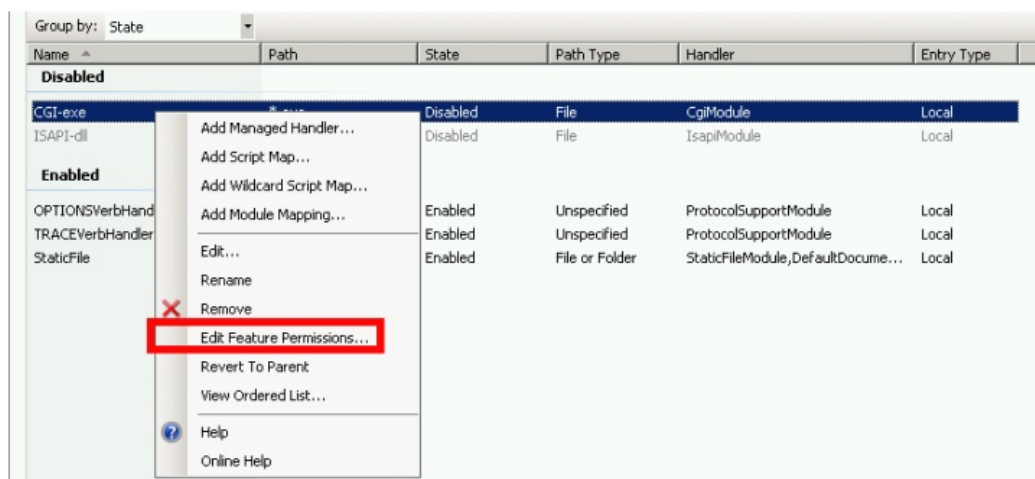 Group by: State
Name Path State Path Type Handler Entry Type
Disabled
CGI-exe *.exe Disabled File CgiModule Local
ISAPI-dll Disabled File IsapiModule Local
Enabled
OPTIONSVerbHand Enabled Unspecified ProtocolSupportModule Local
TRACEVerbHandler Enabled Unspecified ProtocolSupportModule Local
StaticFile Enabled File or Folder StaticFileModule,DefaultDocume... Local
Add Managed Handler...
Add Script Map...
Add Wildcard Script Map...
Add Module Mapping...
Edit...
Rename
Remove
Edit Feature Permissions...
Revert To Parent
View Ordered List...
Help
Online Help